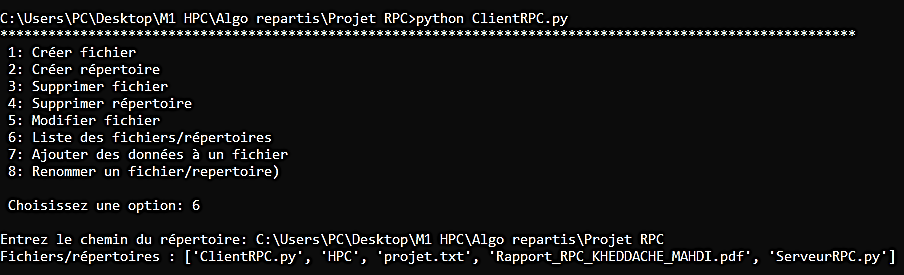 C:\Users\PC\Desktop\M1 HPC\Algo repartis\Projet RPC>python ClientRPC.py
***********************************************************************************************************
1: Créer fichier
2: Créer répertoire
3: Supprimer fichier
4: Supprimer répertoire
5: Modifier fichier
6: Liste des fichiers/répertoires
7: Ajouter des données à un fichier
8: Renommer un fichier/repertoire)
Choisissez une option: 6
Entrez le chemin du répertoire: C:\Users\PC\Desktop\M1 HPC\Algo repartis\Projet RPC
Fichiers/répertoires : ['ClientRPC.py', 'HPC', 'projet.txt', 'Rapport_RPC_KHEDDACHE_MAHDI.pdf', 'ServeurRPC.py']